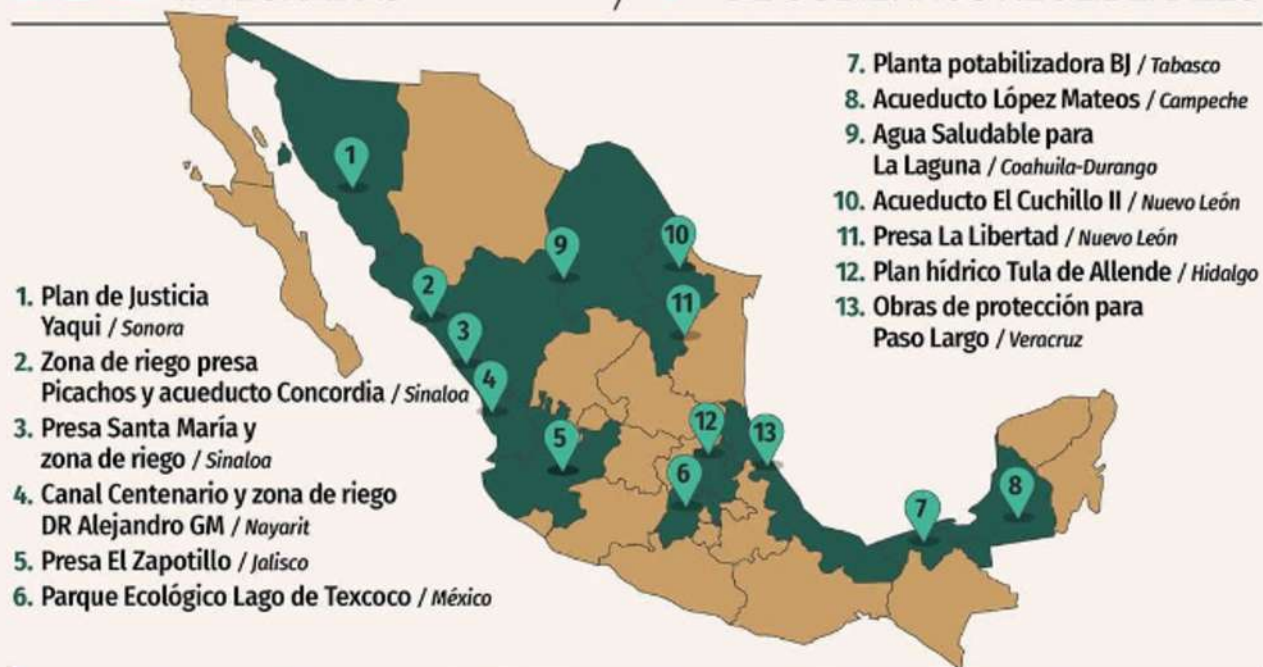 1. Plan de Justicia
Yaqui / Sonora
2. Zona de riego presa
Picachos y acueducto Concordia / Sinaloa
3. Presa Santa María y
zona de riego / Sinaloa
4. Canal Centenario y zona de riego
DR Alejandro GM / Nayarit
5. Presa El Zapotillo / Jalisco
6. Parque Ecológico Lago de Texcoco / México
7. Planta potabilizadora BJ / Tabasco
8. Acueducto López Mateos / Campeche
9. Agua Saludable para
La Laguna / Coahuila-Durango
10. Acueducto El Cuchillo II / Nuevo León
11. Presa La Libertad / Nuevo León
12. Plan hídrico Tula de Allende / Hidalgo
13. Obras de protección para
Paso Largo / Veracruz
1
2
3
4
5
6
7
8
9
10
11
12
13